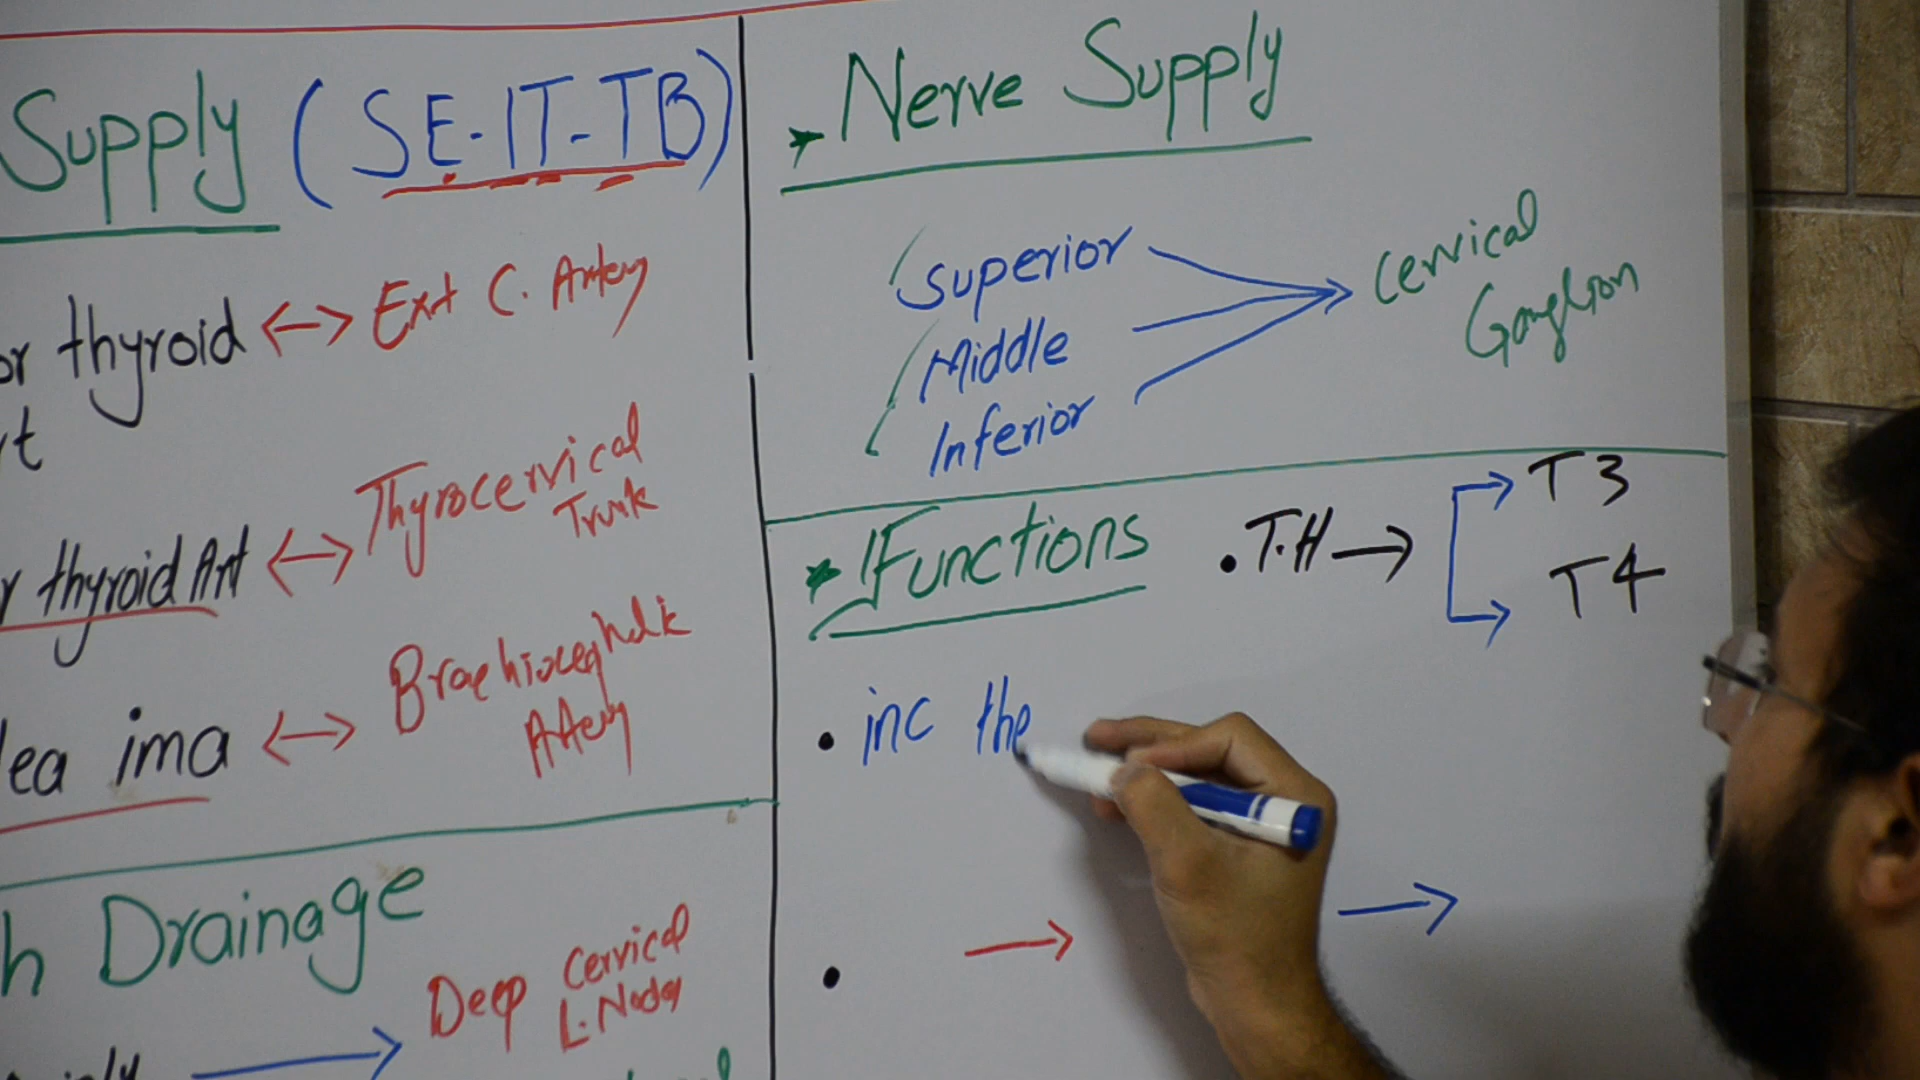 Supply (SE-IT-TB)
or thyroid <-> Ext C. Artery
rt
r thyroid Art <-> Thyrocervical
Trunk
ea ima <-> Brachiocephalic
Artery
h Drainage
Deep Cervical
L. Nodes
Nerve Supply
Superior
Middle
Inferior
Cervical
Ganglion
Functions
• T.H → T3
T4
• inc the